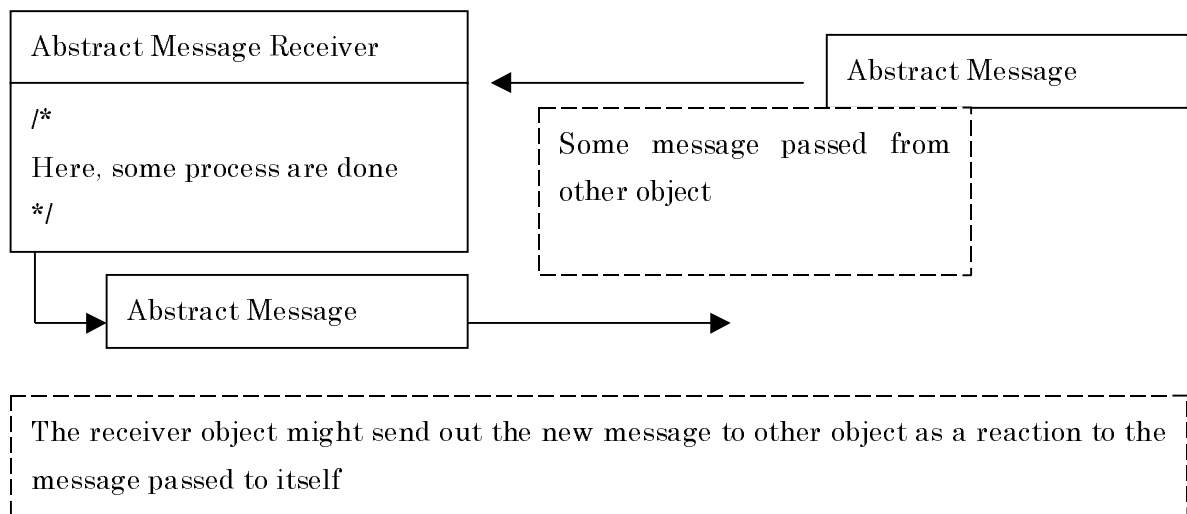 Abstract Message Receiver
Abstract Message
/*
Here, some process are done
*/
Some message passed from
other object
Abstract Message
The receiver object might send out the new message to other object as a reaction to the
message passed to itself